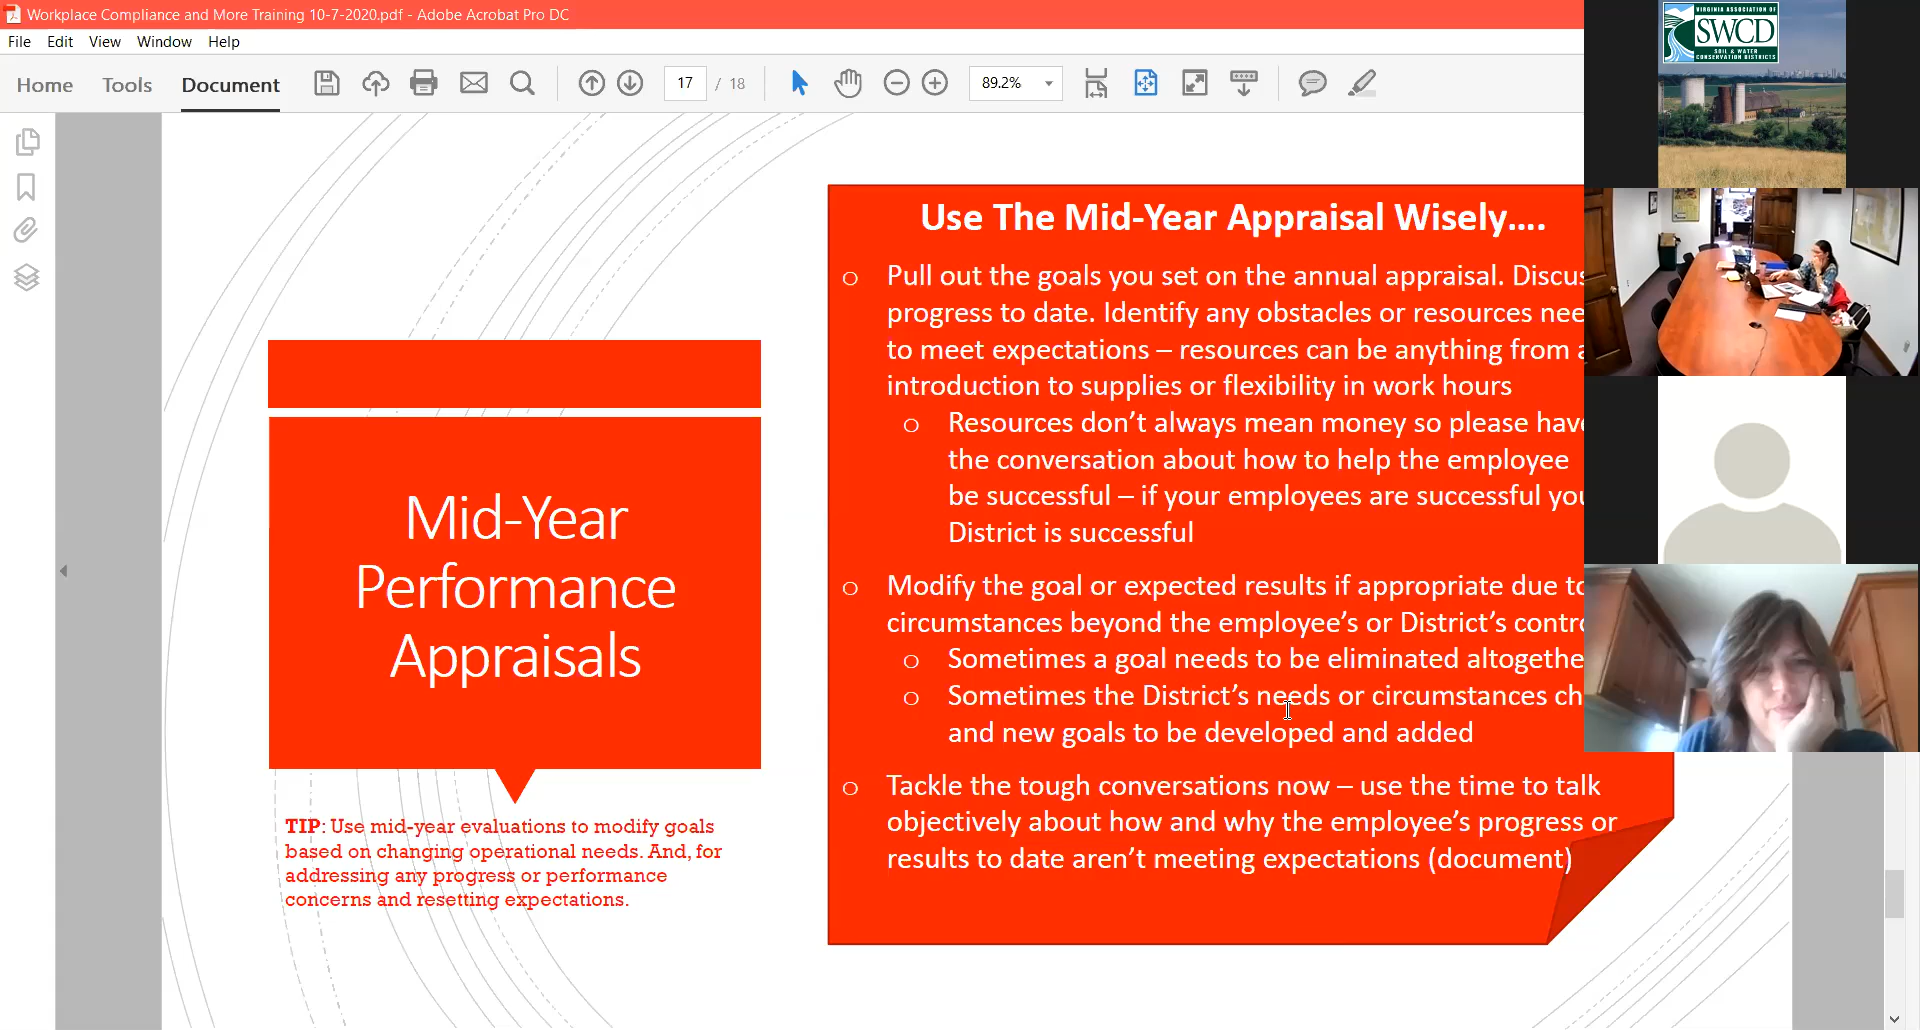 Workplace Compliance and More Training 10-7-2020.pdf - Adobe Acrobat Pro DC
File Edit View Window Help
Home Tools Document 17 / 18 89.2%
Use The Mid-Year Appraisal Wisely....
o Pull out the goals you set on the annual appraisal.
progress to date. Identify any obstacles or resources
to meet expectations – resources can be anything from
introduction to supplies or flexibility in work hours
o Resources don't always mean money so please
the conversation about how to help the employee
be successful – if your employees are successful
District is successful
o Modify the goal or expected results if appropriate due
circumstances beyond the employee's or District's
o Sometimes a goal needs to be eliminated
o Sometimes the District's needs or circumstances
and new goals to be developed and added
o Tackle the tough conversations now – use the time to talk
objectively about how and why the employee's progress or
results to date aren't meeting expectations (document)
Mid-Year
Performance
Appraisals
TIP: Use mid-year evaluations to modify goals
based on changing operational needs. And, for
addressing any progress or performance
concerns and resetting expectations.
VIRGINIA ASSOCIATION OF
SWCD
SOIL & WATER
CONSERVATION DISTRICTS